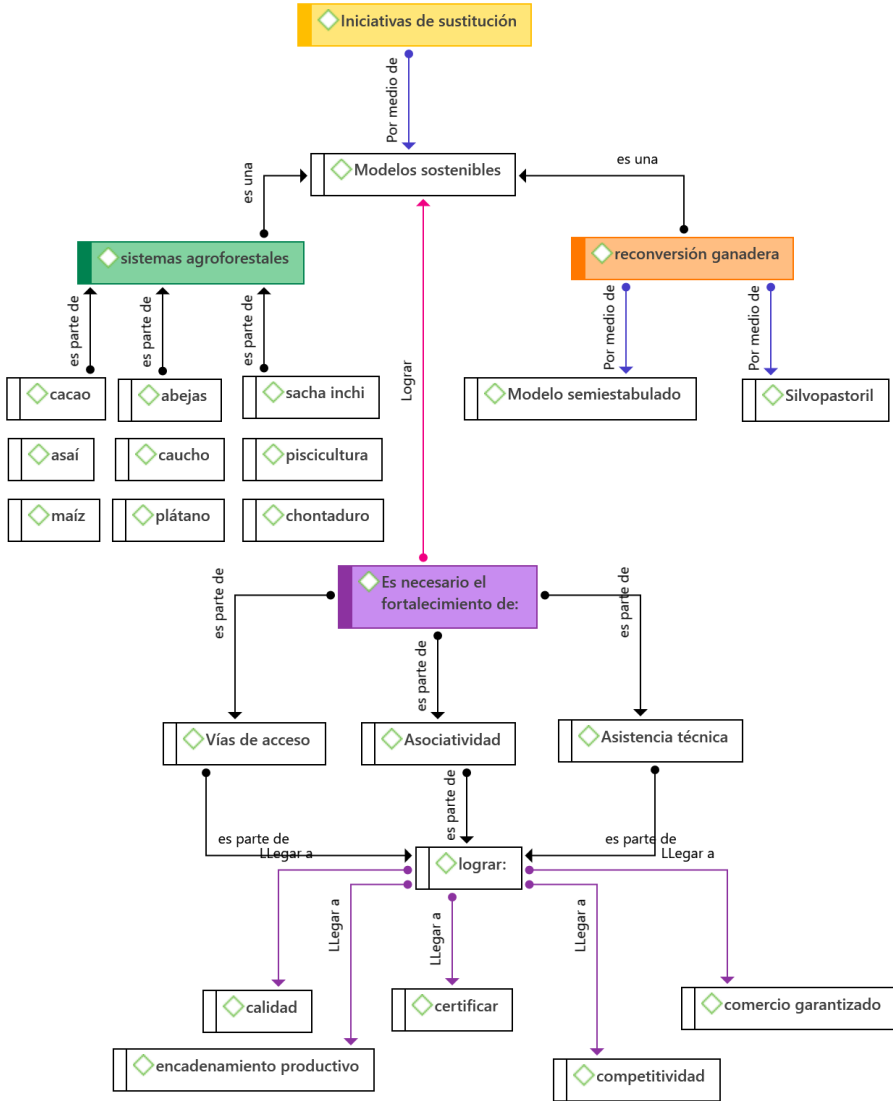 Iniciativas de sustitución
Por medio de
Modelos sostenibles
es una
es una
sistemas agroforestales
reconversión ganadera
es parte de
es parte de
es parte de
Lograr
Por medio de
Por medio de
cacao
abejas
sacha inchi
Modelo semiestabulado
Silvopastoril
asaí
caucho
piscicultura
maíz
plátano
chontaduro
Es necesario el
fortalecimiento de:
es parte de
es parte de
es parte de
Vías de acceso
Asociatividad
Asistencia técnica
es parte de
es parte de
es parte de
LLegar a
lograr:
LLegar a
LLegar a
LLegar a
LLegar a
calidad
certificar
comercio garantizado
encadenamiento productivo
competitividad